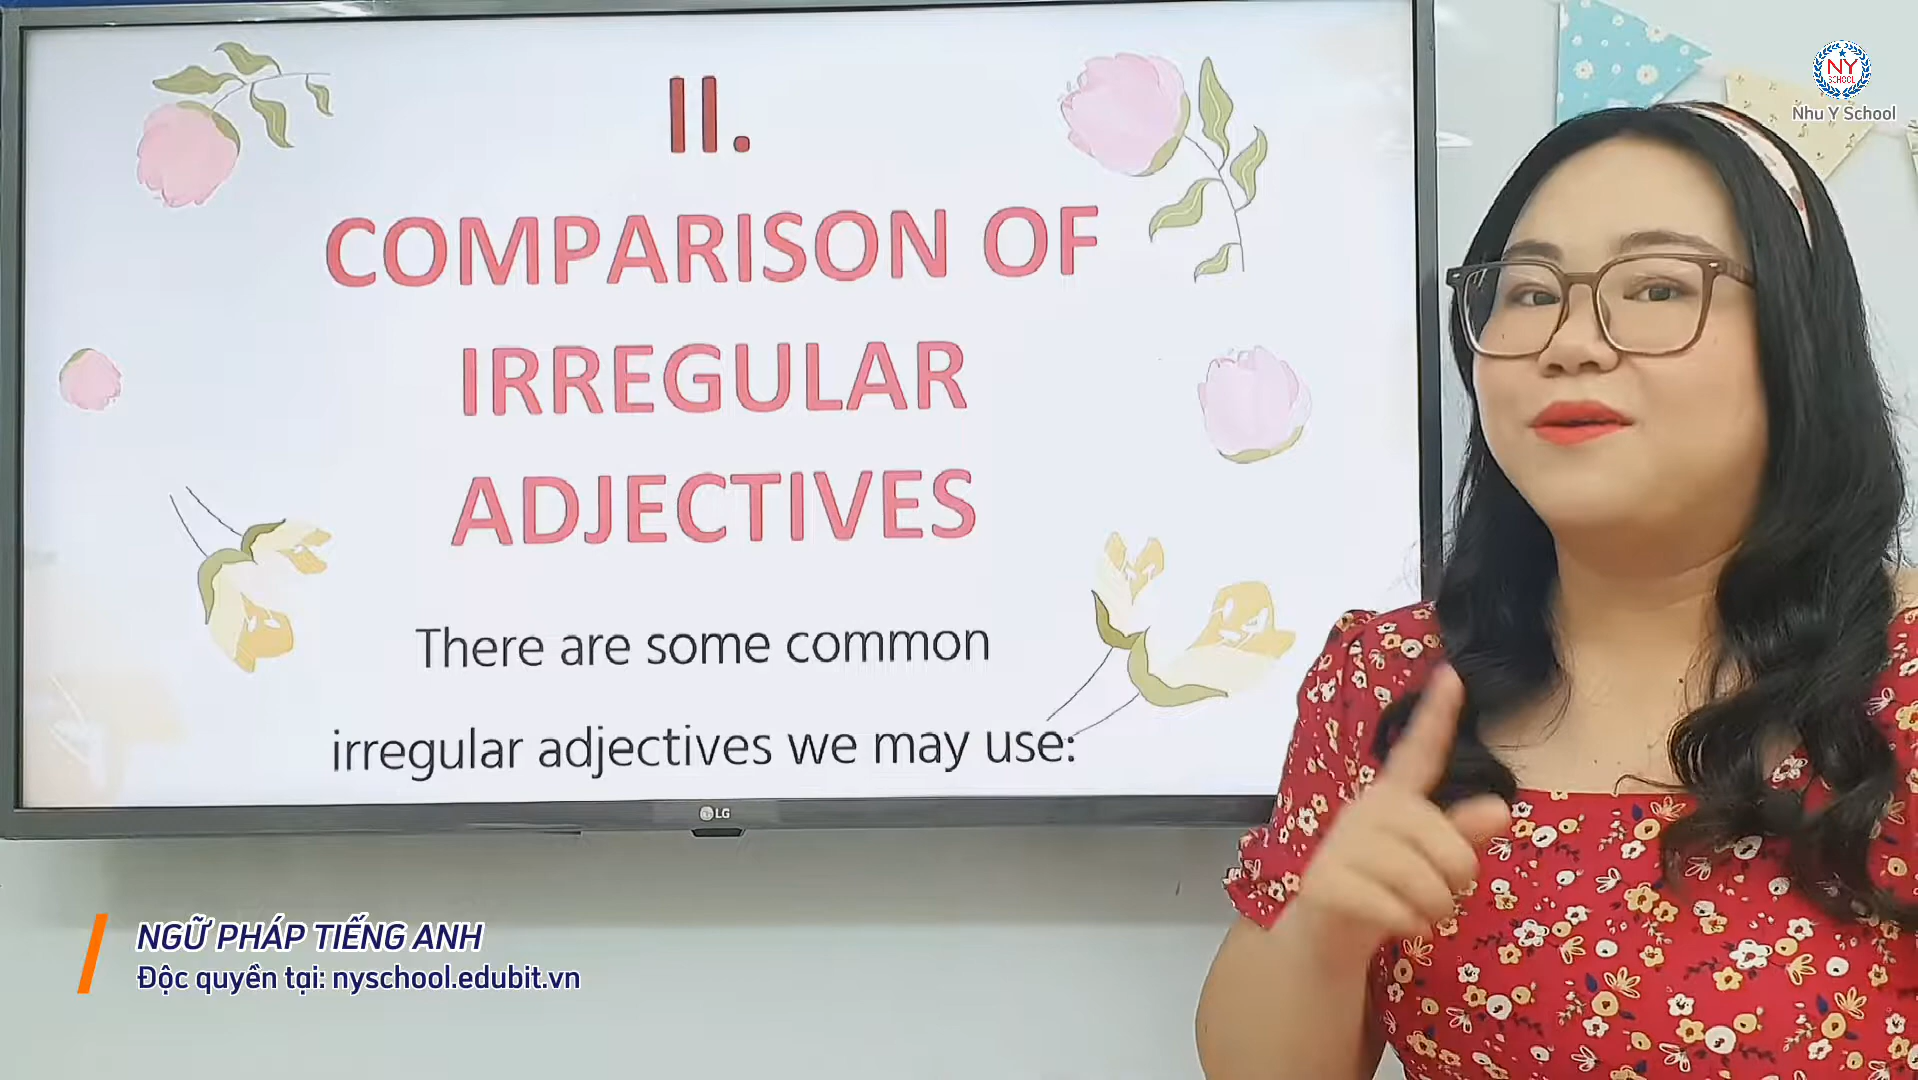 II.
COMPARISON OF
IRREGULAR
ADJECTIVES
There are some common
irregular adjectives we may use:
LG
NY
SCHOOL
Như Y School
NGỮ PHÁP TIẾNG ANH
Độc quyền tại: nyschool.edubit.vn